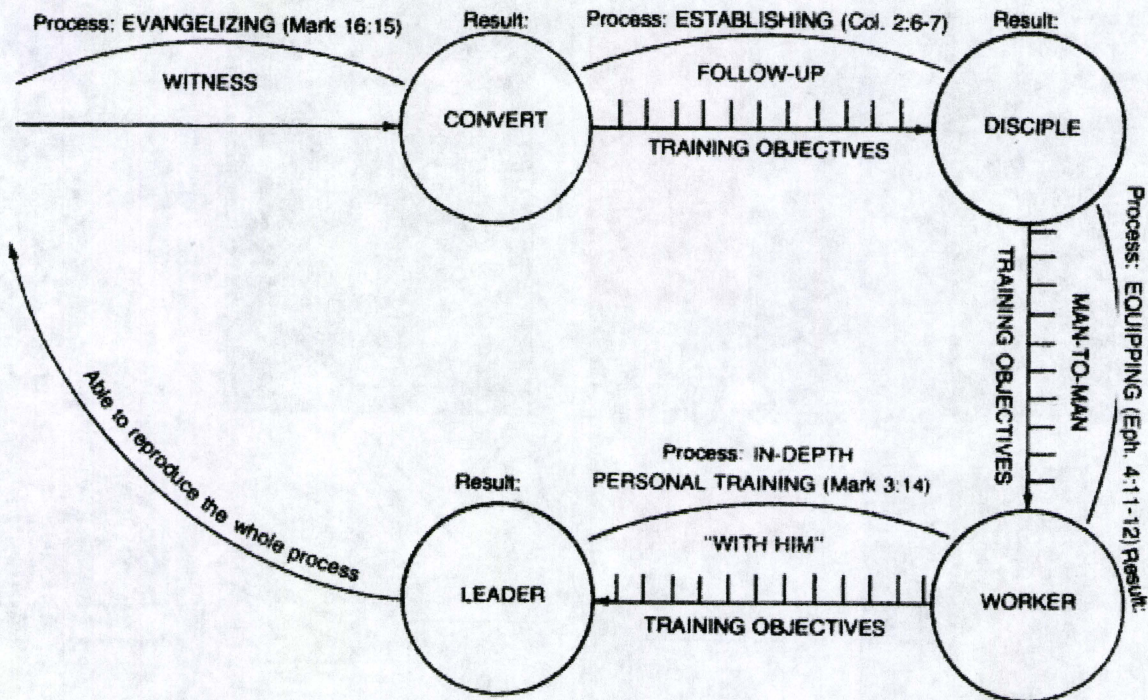 Process: EVANGELIZING (Mark 16:15)
WITNESS
Result:
CONVERT
Process: ESTABLISHING (Col. 2:6-7)
FOLLOW-UP
TRAINING OBJECTIVES
Result:
DISCIPLE
Process: EQUIPPING (Eph. 4:11-12)
MAN-TO-MAN
TRAINING OBJECTIVES
Result:
WORKER
Process: IN-DEPTH
PERSONAL TRAINING (Mark 3:14)
"WITH HIM"
TRAINING OBJECTIVES
Result:
LEADER
Able to reproduce the whole process